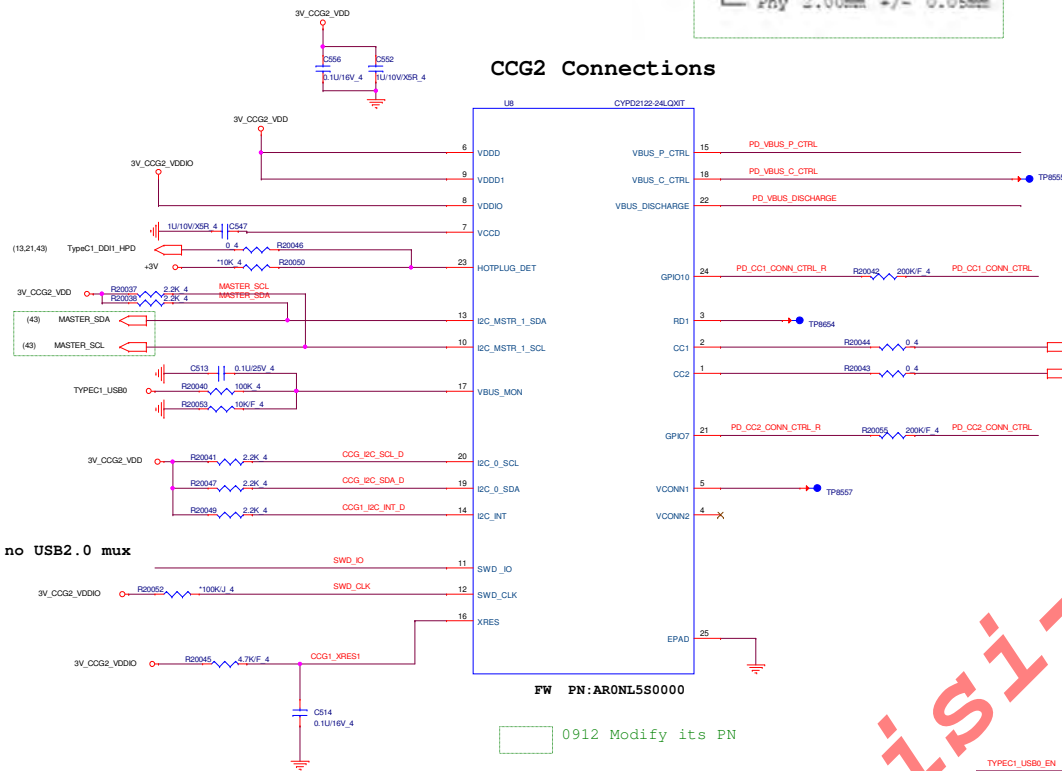 Phy 2.00mm +/- 0.05mm
3V_CCG2_VDD
C556
0.1U/16V_4
C552
1U/10V/X5R_4
CCG2 Connections
U8
CYPD2122-24LQXIT
3V_CCG2_VDD
6 VDDD
9 VDDD1
3V_CCG2_VDDIO
8 VDDIO
1U/10V/X5R_4 C547
7 VCCD
(13,21,43) TypeC1_DDI1_HPD
0_4 R20046
+3V *10K_4 R20050
23 HOTPLUG_DET
3V_CCG2_VDD
R20037 2.2K_4 MASTER_SCL
R20038 2.2K_4 MASTER_SDA
(43) MASTER_SDA
13 I2C_MSTR_1_SDA
(43) MASTER_SCL
10 I2C_MSTR_1_SCL
C513 0.1U/25V_4
TYPEC1_USB0 R20040 100K_4
17 VBUS_MON
R20053 10K/F_4
3V_CCG2_VDD R20041 2.2K_4 CCG_I2C_SCL_D
20 I2C_0_SCL
R20047 2.2K_4 CCG_I2C_SDA_D
19 I2C_0_SDA
R20049 2.2K_4 CCG1_I2C_INT_D
14 I2C_INT
no USB2.0 mux
SWD_IO
11 SWD_IO
3V_CCG2_VDDIO R20052 *100K/J_4 SWD_CLK
12 SWD_CLK
16 XRES
3V_CCG2_VDDIO R20045 4.7K/F_4 CCG1_XRES1
C514
0.1U/16V_4
VBUS_P_CTRL 15 PD_VBUS_P_CTRL
VBUS_C_CTRL 18 PD_VBUS_C_CTRL
TP8555
VBUS_DISCHARGE 22 PD_VBUS_DISCHARGE
GPIO10 24 PD_CC1_CONN_CTRL_R R20042 200K/F_4 PD_CC1_CONN_CTRL
RD1 3 TP8654
CC1 2 R20044 0_4
CC2 1 R20043 0_4
GPIO7 21 PD_CC2_CONN_CTRL_R R20055 200K/F_4 PD_CC2_CONN_CTRL
VCONN1 5 TP8557
VCONN2 4
EPAD 25
FW PN:AR0NL5S0000
0912 Modify its PN
isi-
TYPEC1_USB0_EN